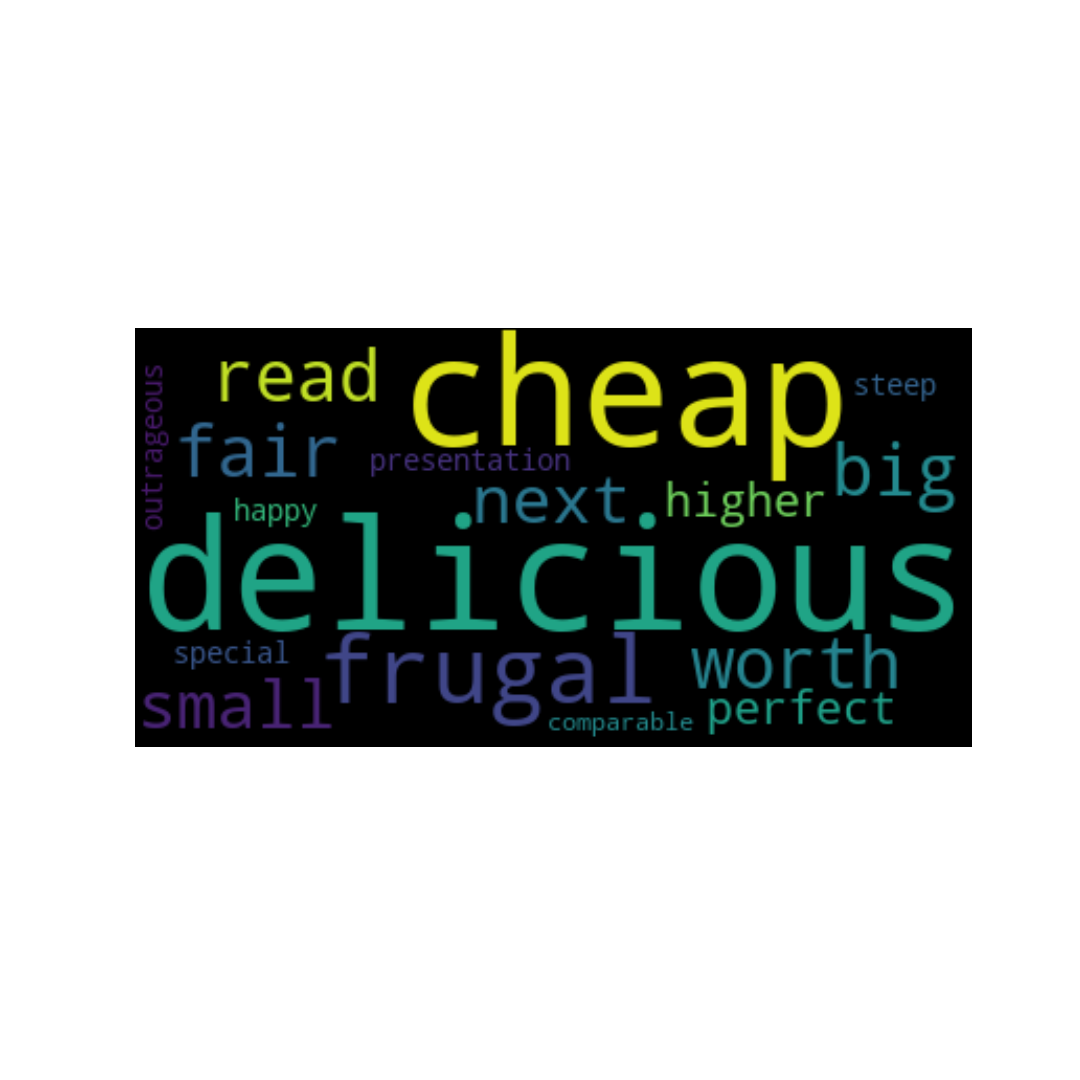 read
cheap
steep
outrageous
fair
presentation
big
next
higher
happy
delicious
special
frugal
worth
small
comparable
perfect